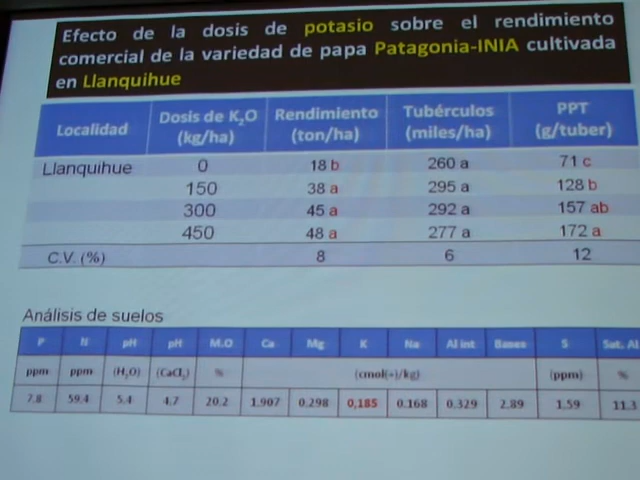 Efecto de la dosis de potasio sobre el rendimiento
comercial de la variedad de papa Patagonia-INIA cultivada
en Llanquihue
Localidad Dosis de K₂O (kg/ha) Rendimiento (ton/ha) Tubérculos (miles/ha) PPT (g/tuber)
Llanquihue 0 18 b 260 a 71 c
150 38 a 295 a 128 b
300 45 a 292 a 157 ab
450 48 a 277 a 172 a
C.V. (%) 8 6 12
Análisis de suelos
P N pH pH M.O Ca Mg K Na Al int Bases S Sat. Al
ppm ppm (H₂O) (CaCl₂) % (cmol(+)/kg) (ppm) %
7.8 59.4 5.4 4.7 20.2 1.907 0.298 0,185 0.168 0.329 2.89 1.59 11.3